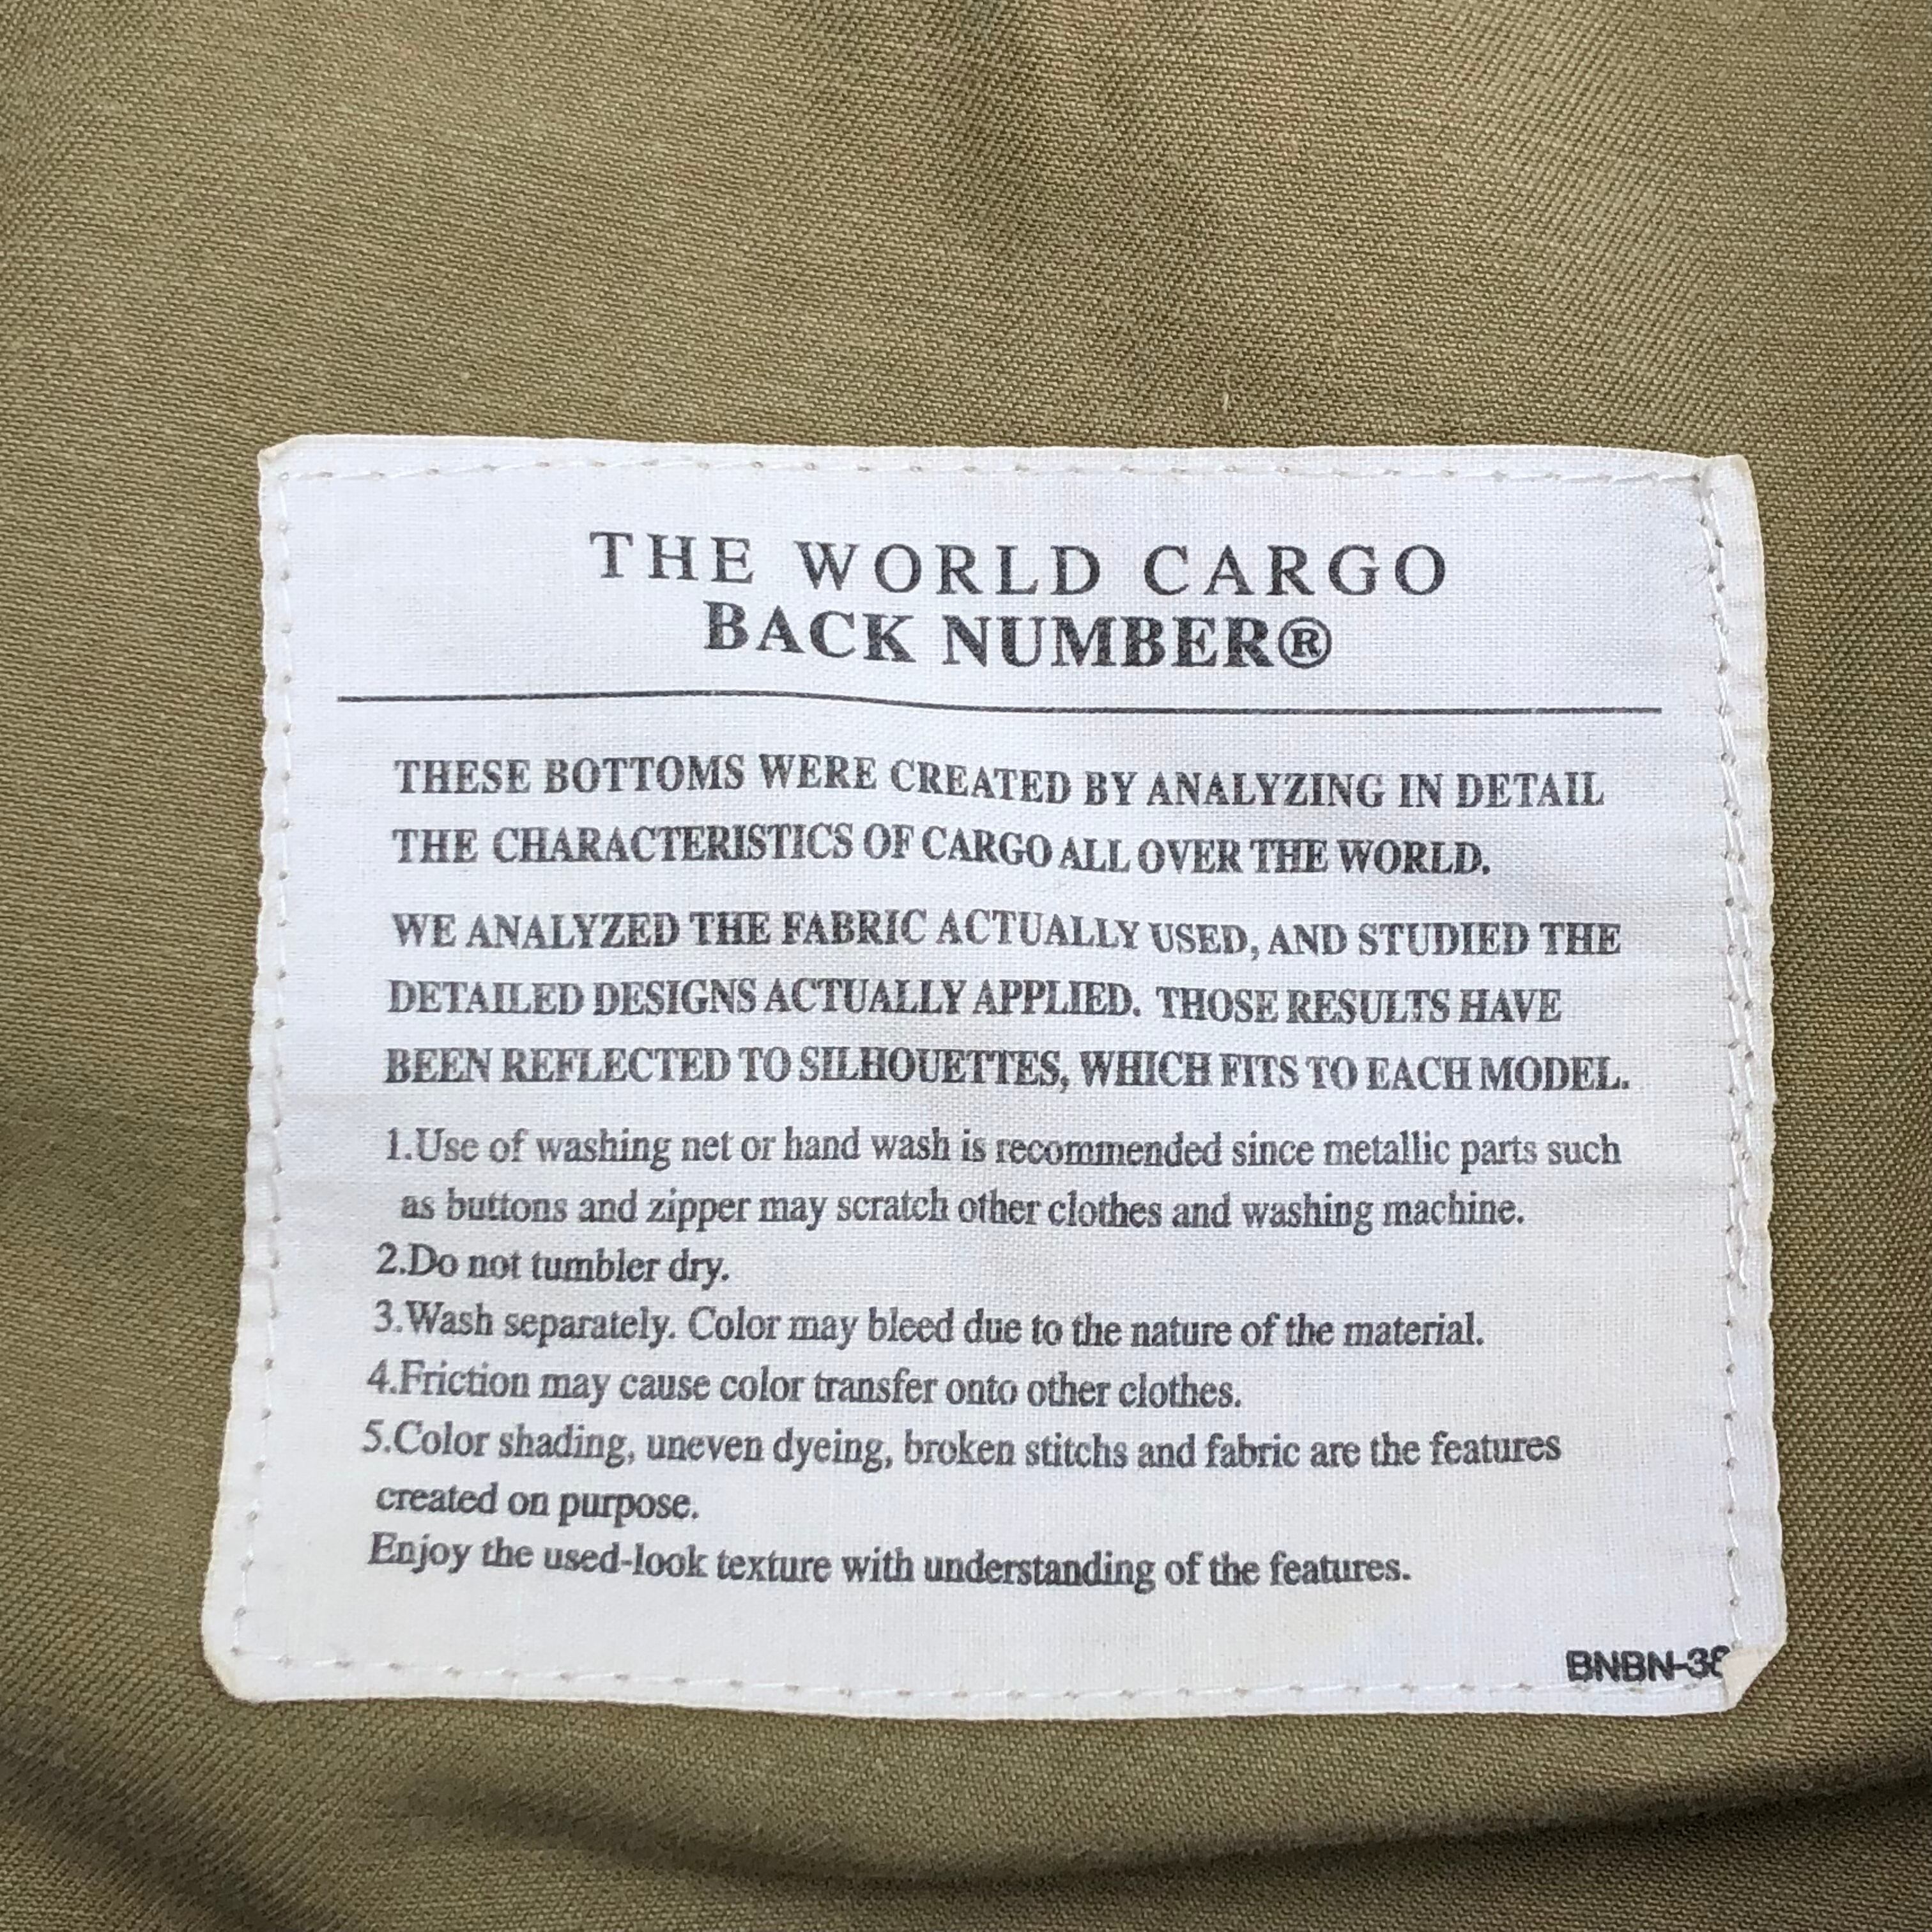 THE WORLD CARGO
BACK NUMBER®
THESE BOTTOMS WERE CREATED BY ANALYZING IN DETAIL
THE CHARACTERISTICS OF CARGO ALL OVER THE WORLD.
WE ANALYZED THE FABRIC ACTUALLY USED, AND STUDIED THE
DETAILED DESIGNS ACTUALLY APPLIED. THOSE RESULTS HAVE
BEEN REFLECTED TO SILHOUETTES, WHICH FITS TO EACH MODEL.
1.Use of washing net or hand wash is recommended since metallic parts such
as buttons and zipper may scratch other clothes and washing machine.
2.Do not tumbler dry.
3.Wash separately. Color may bleed due to the nature of the material.
4.Friction may cause color transfer onto other clothes.
5.Color shading, uneven dyeing, broken stitchs and fabric are the features
created on purpose.
Enjoy the used-look texture with understanding of the features.